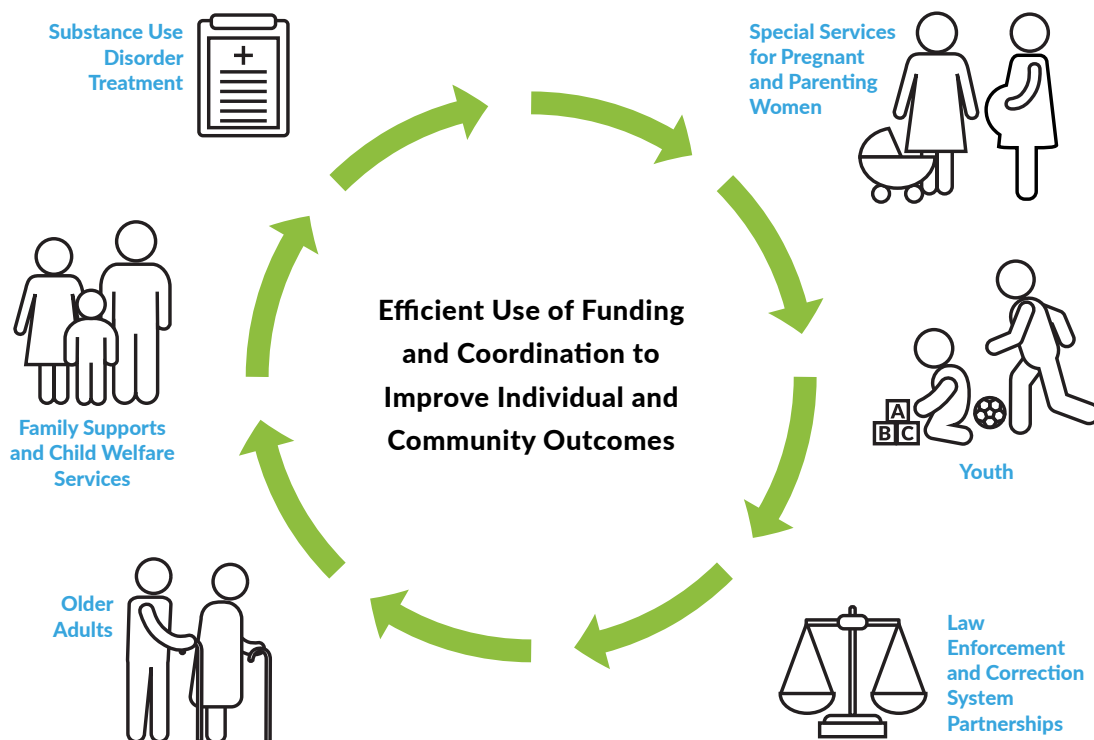 Substance Use
Disorder
Treatment
Special Services
for Pregnant
and Parenting
Women
Efficient Use of Funding
and Coordination to
Improve Individual and
Community Outcomes
A
B C
Family Supports
and Child Welfare
Services
Youth
Older
Adults
Law
Enforcement
and Correction
System
Partnerships